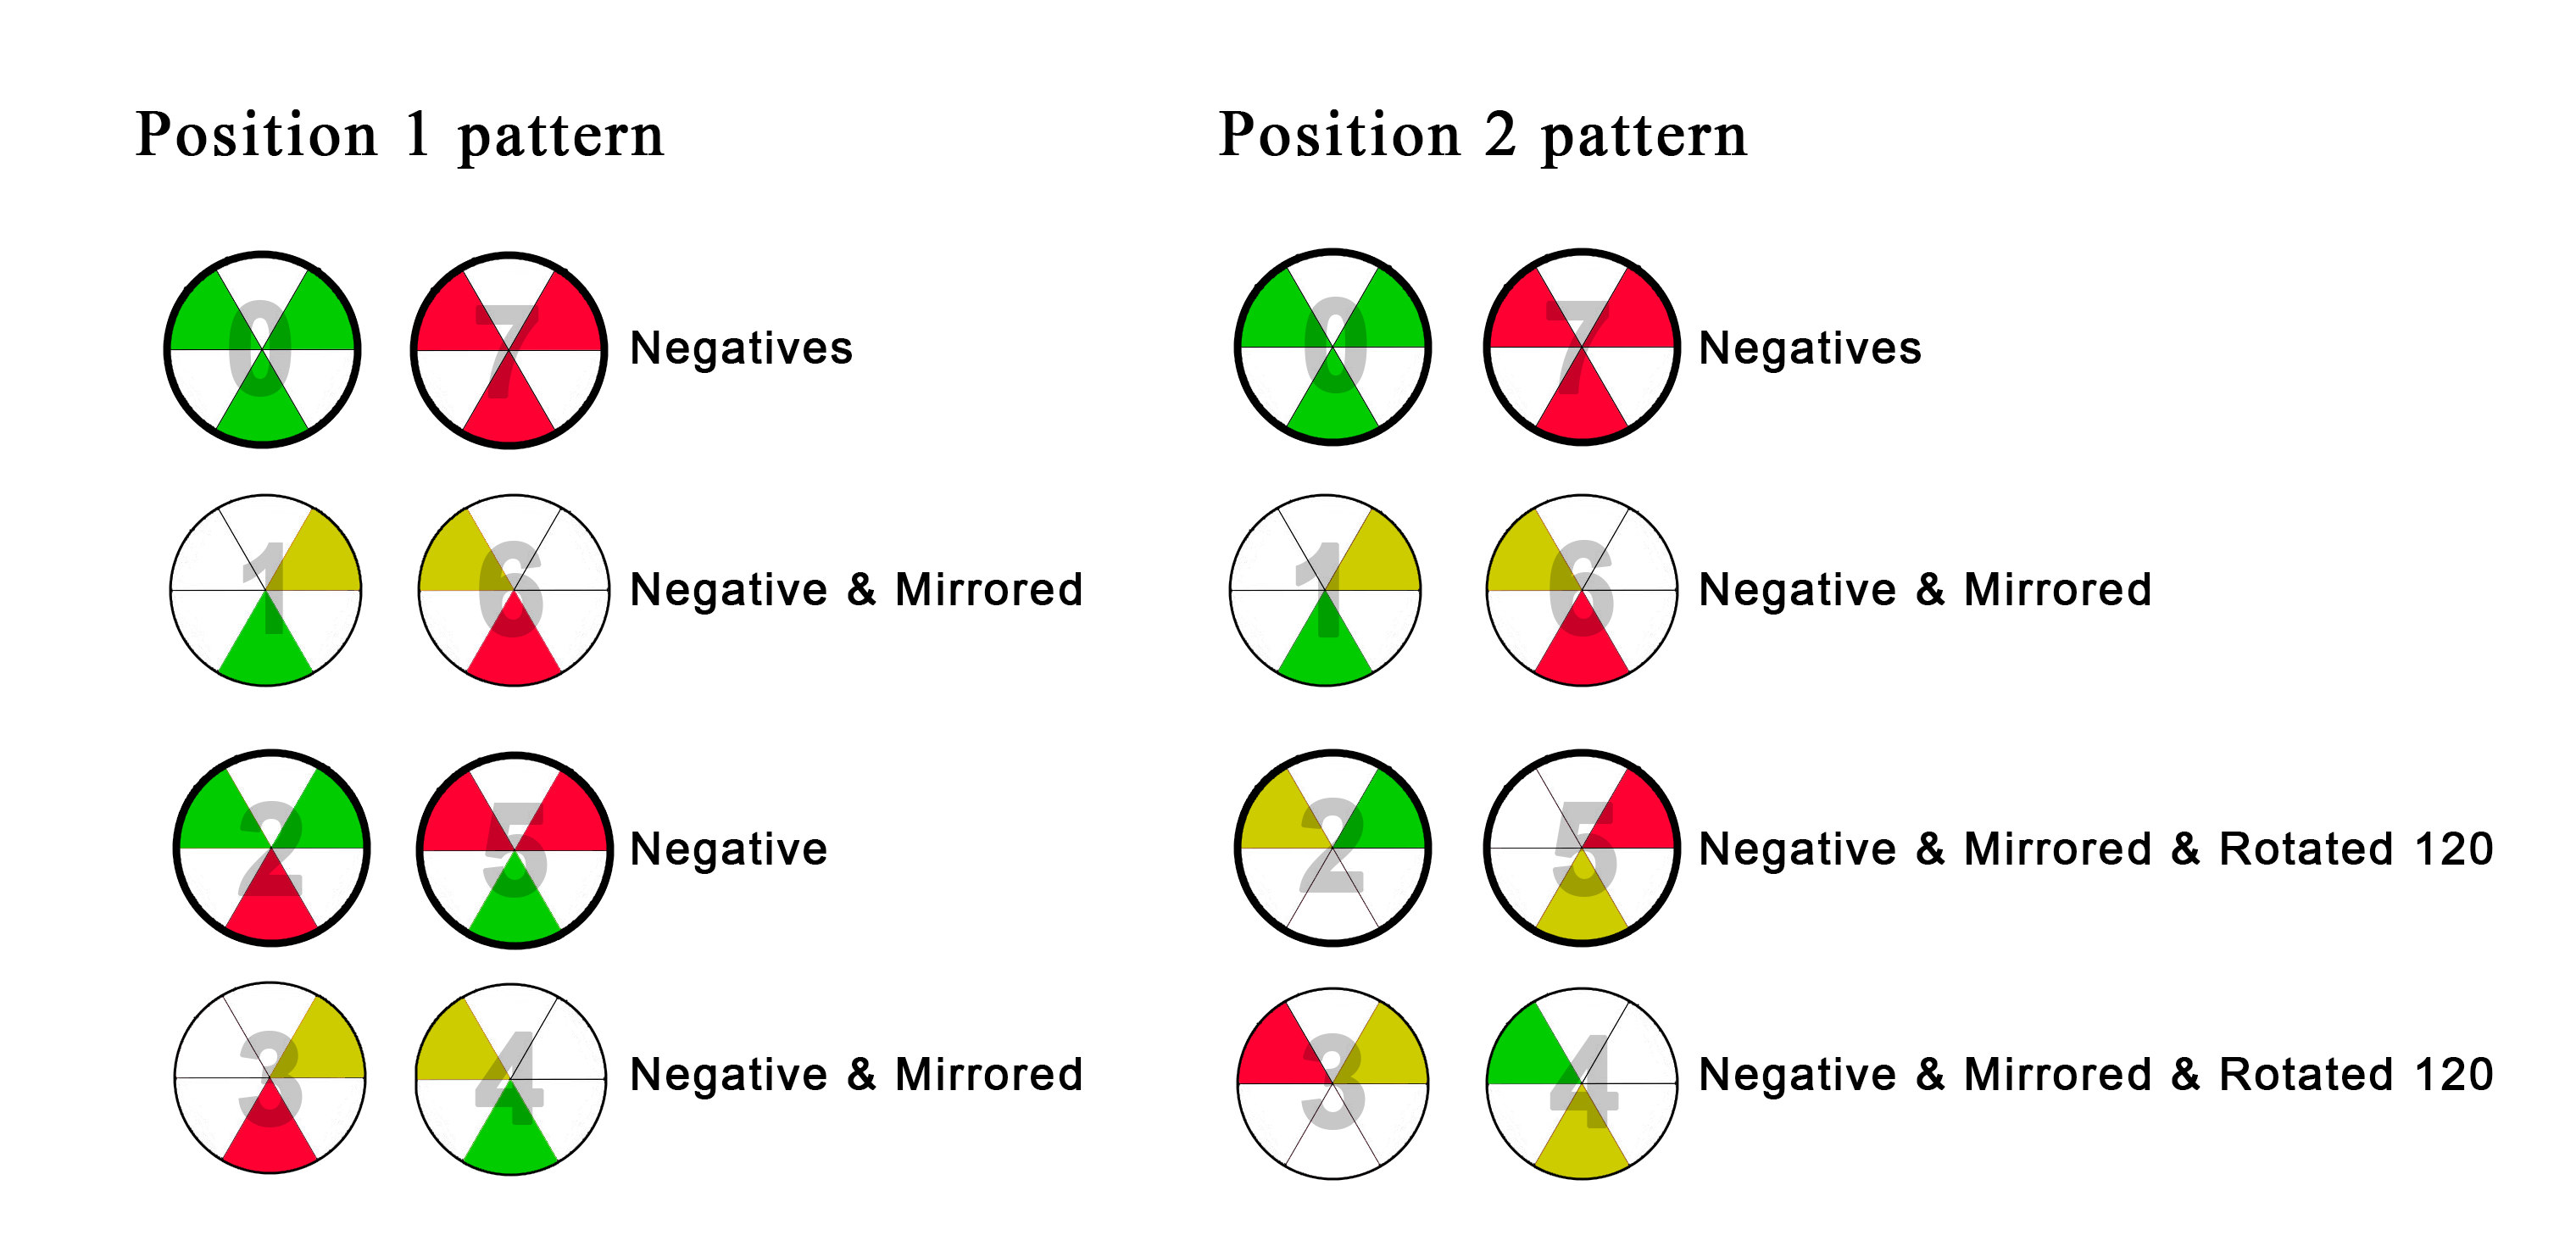 Position 1 pattern
0 7 Negatives
1 6 Negative & Mirrored
2 5 Negative
3 4 Negative & Mirrored
Position 2 pattern
0 7 Negatives
1 6 Negative & Mirrored
2 5 Negative & Mirrored & Rotated 120
3 4 Negative & Mirrored & Rotated 120